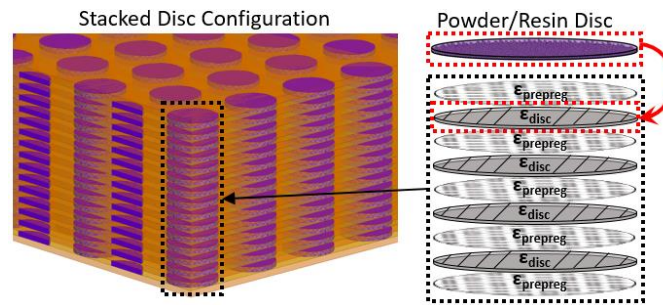 Stacked Disc Configuration
Powder/Resin Disc
εprepreg
εdisc
εprepreg
εdisc
εprepreg
εdisc
εprepreg
εdisc
εprepreg